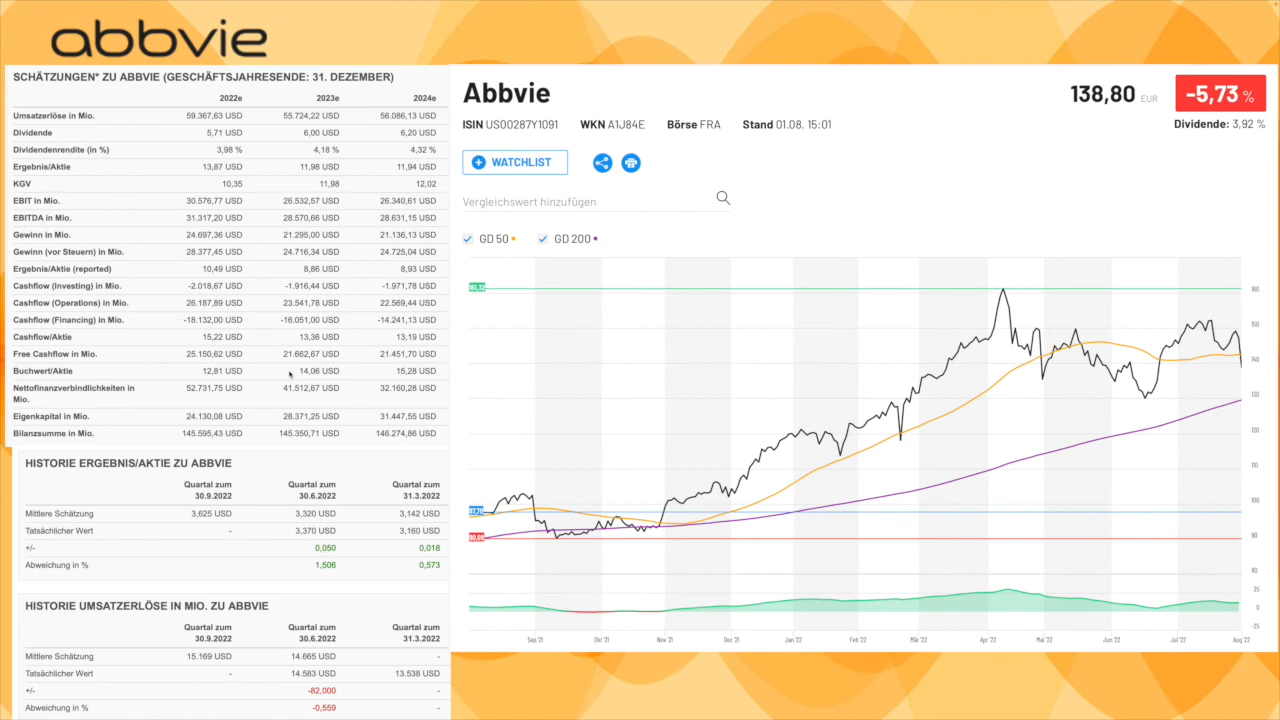 abbvie
SCHÄTZUNGEN* ZU ABBVIE (GESCHÄFTSJAHRESENDE: 31. DEZEMBER)
2022e 2023e 2024e
Umsatzerlöse in Mio. 59.367,63 USD 55.724,22 USD 56.086,13 USD
Dividende 5,71 USD 6,00 USD 6,20 USD
Dividendenrendite (in %) 3,98 % 4,18 % 4,32 %
Ergebnis/Aktie 13,87 USD 11,98 USD 11,94 USD
KGV 10,35 11,98 12,02
EBIT in Mio. 30.576,77 USD 26.532,57 USD 26.340,61 USD
EBITDA in Mio. 31.317,20 USD 28.570,66 USD 28.631,15 USD
Gewinn in Mio. 24.697,36 USD 21.295,00 USD 21.136,13 USD
Gewinn (vor Steuern) in Mio. 28.377,45 USD 24.716,34 USD 24.725,04 USD
Ergebnis/Aktie (reported) 10,49 USD 8,86 USD 8,93 USD
Cashflow (Investing) in Mio. -2.018,67 USD -1.916,44 USD -1.971,78 USD
Cashflow (Operations) in Mio. 26.187,89 USD 23.541,78 USD 22.569,44 USD
Cashflow (Financing) in Mio. -18.132,00 USD -16.051,00 USD -14.241,13 USD
Cashflow/Aktie 15,22 USD 13,36 USD 13,19 USD
Free Cashflow in Mio. 25.150,62 USD 21.662,67 USD 21.451,70 USD
Buchwert/Aktie 12,81 USD 14,06 USD 15,28 USD
Nettofinanzverbindlichkeiten in 52.731,75 USD 41.512,67 USD 32.160,28 USD
Mio.
Eigenkapital in Mio. 24.130,08 USD 28.371,25 USD 31.447,55 USD
Bilanzsumme in Mio. 145.595,43 USD 145.350,71 USD 146.274,86 USD
HISTORIE ERGEBNIS/AKTIE ZU ABBVIE
Quartal zum Quartal zum Quartal zum
30.9.2022 30.6.2022 31.3.2022
Mittlere Schätzung 3,625 USD 3,320 USD 3,142 USD
Tatsächlicher Wert - 3,370 USD 3,160 USD
+/- 0,050 0,018
Abweichung in % 1,506 0,573
HISTORIE UMSATZERLÖSE IN MIO. ZU ABBVIE
Quartal zum Quartal zum Quartal zum
30.9.2022 30.6.2022 31.3.2022
Mittlere Schätzung 15.169 USD 14.665 USD -
Tatsächlicher Wert - 14.583 USD 13.538 USD
+/- -82,000 -
Abweichung in % -0,559 -
Abbvie
138,80 EUR
-5,73 %
ISIN US00287Y1091 WKN A1J84E Börse FRA Stand 01.08. 15:01
Dividende: 3,92 %
WATCHLIST
Vergleichswert hinzufügen
GD 50 GD 200
160
150
140
130
120
110
100
90
80
25
0
-25
Sep '21 Okt '21 Nov '21 Dez '21 Jan '22 Feb '22 Mär '22 Apr '22 Mai '22 Jun '22 Jul '22 Aug '22